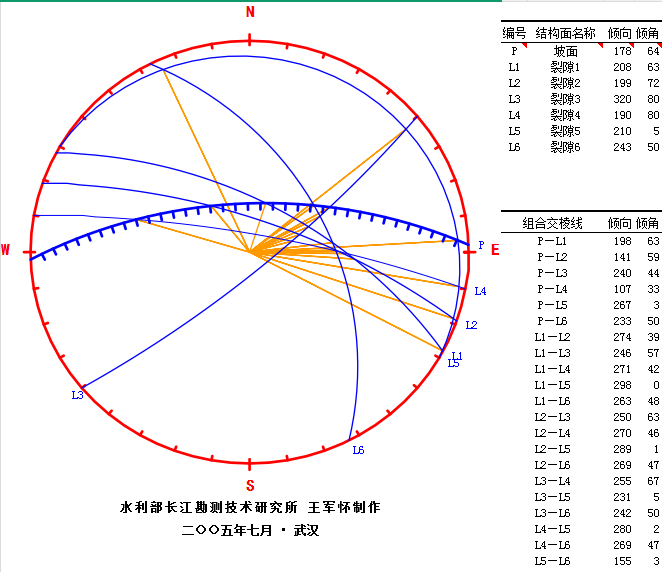 N
W
E
S
P
L4
L2
L1
L5
L3
L6
水利部长江勘测技术研究所 王军怀制作
二〇〇五年七月 · 武汉
编号 结构面名称 倾向 倾角
P 坡面 178 64
L1 裂隙1 208 63
L2 裂隙2 199 72
L3 裂隙3 320 80
L4 裂隙4 190 80
L5 裂隙5 210 5
L6 裂隙6 243 50
组合交棱线 倾向 倾角
P—L1 198 63
P—L2 141 59
P—L3 240 44
P—L4 107 33
P—L5 267 3
P—L6 233 50
L1—L2 274 39
L1—L3 246 57
L1—L4 271 42
L1—L5 298 0
L1—L6 263 48
L2—L3 250 63
L2—L4 270 46
L2—L5 289 1
L2—L6 269 47
L3—L4 255 67
L3—L5 231 5
L3—L6 242 50
L4—L5 280 2
L4—L6 269 47
L5—L6 155 3